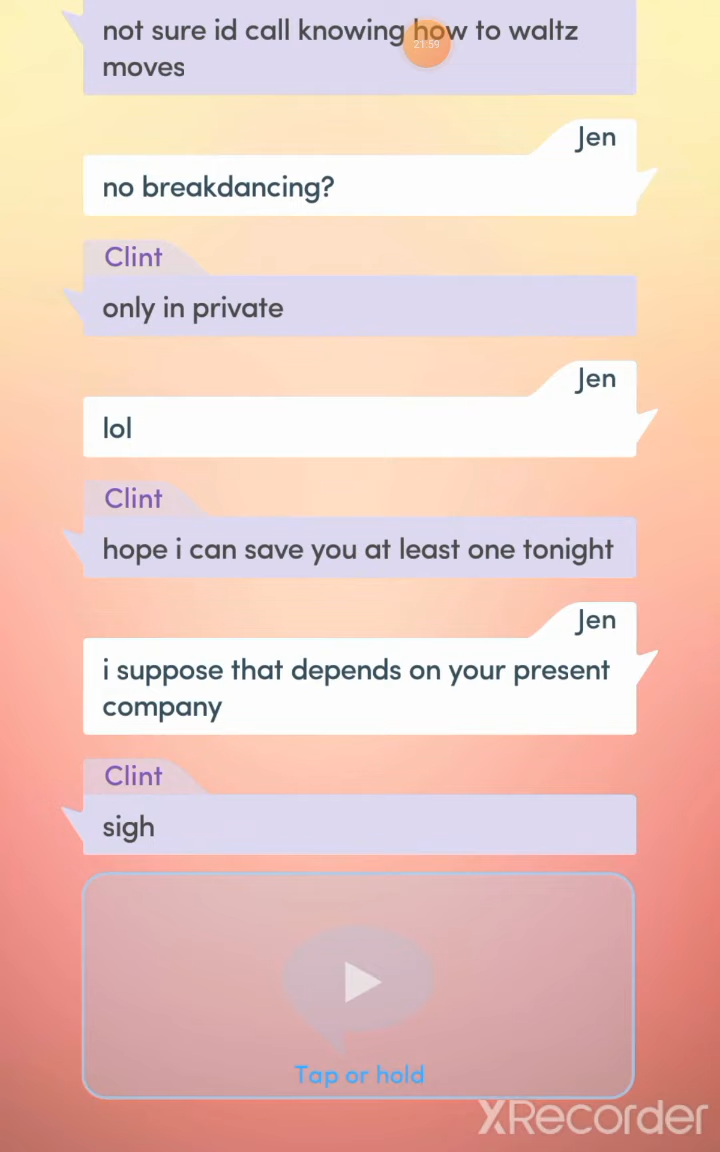 not sure id call knowing how to waltz
moves
21:59
Jen
no breakdancing?
Clint
only in private
Jen
lol
Clint
hope i can save you at least one tonight
Jen
i suppose that depends on your present
company
Clint
sigh
Tap or hold
XRecorder